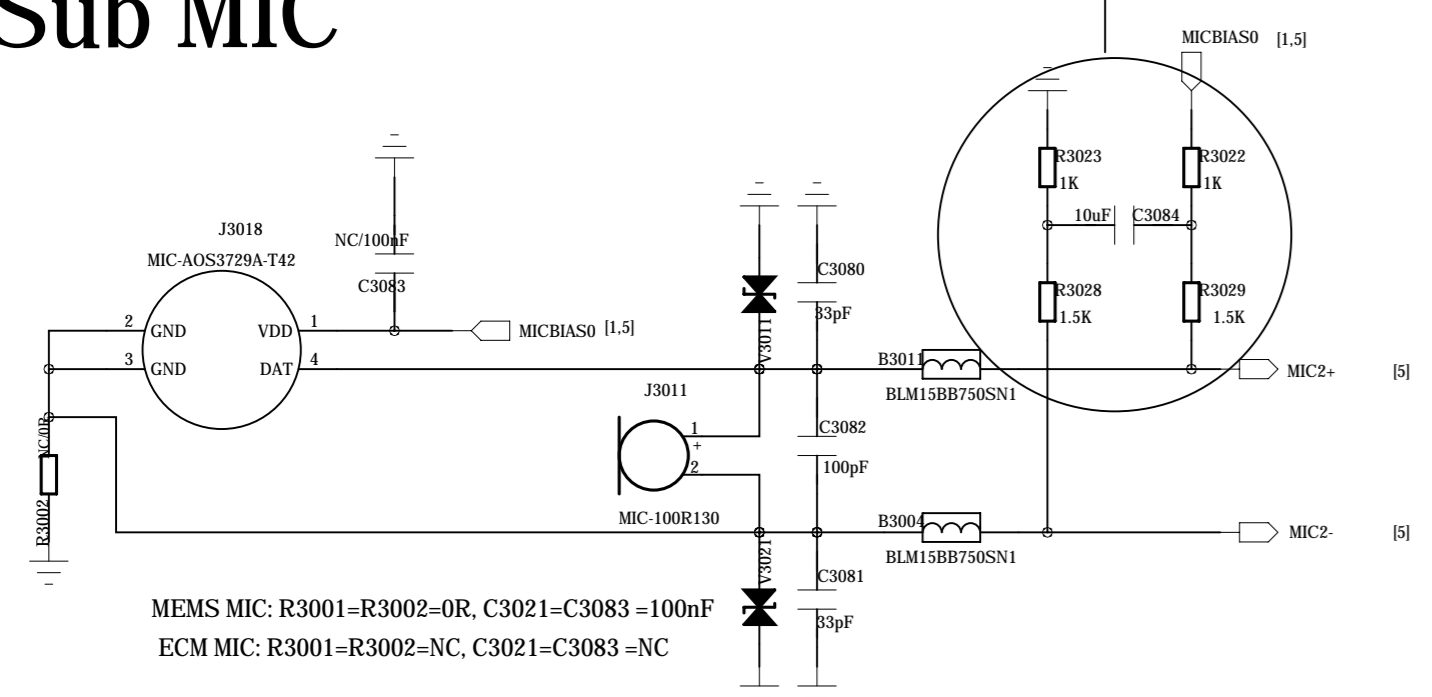 Sub MIC
MICBIAS0 [1,5]
R3023
1K
R3022
1K
10uF C3084
R3028
1.5K
R3029
1.5K
J3018
MIC-AOS3729A-T42
NC/100nF
C3083
2 GND VDD 1
3 GND DAT 4
MICBIAS0 [1,5]
C3080
33pF
V3011
B3011
BLM15BB750SN1
MIC2+ [5]
J3011
1
+
2
MIC-100R130
C3082
100pF
NC/0R
R3002
B3004
BLM15BB750SN1
MIC2- [5]
V3021
C3081
33pF
MEMS MIC: R3001=R3002=0R, C3021=C3083 =100nF
ECM MIC: R3001=R3002=NC, C3021=C3083 =NC